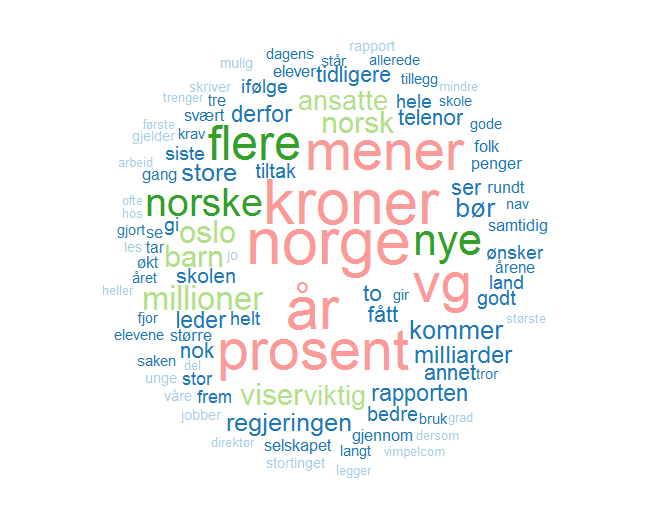 rapport
mulig dagens står allerede
skriver ifølge elever tidligere tillegg mindre
trenger tre ansatte hele skole
første svært derfor norsk telenor gode
gjelder krav flere mener folk
arbeid siste store tiltak penger
gang kroner ser rundt
ofte norske bør nav
hos gjort se gi oslo norge nye samtidig
les tar barn jo ønsker
økt skolen årene
året vg land
heller millioner år to gir godt
fjor leder helt fått største
elevene større prosent kommer
saken nok milliarder
del annet tror
unge stor viser viktig rapporten
våre frem
jobber regjeringen bedre bruk grad
direktør selskapet gjennom dersom
stortinget langt vimpelcom
legger